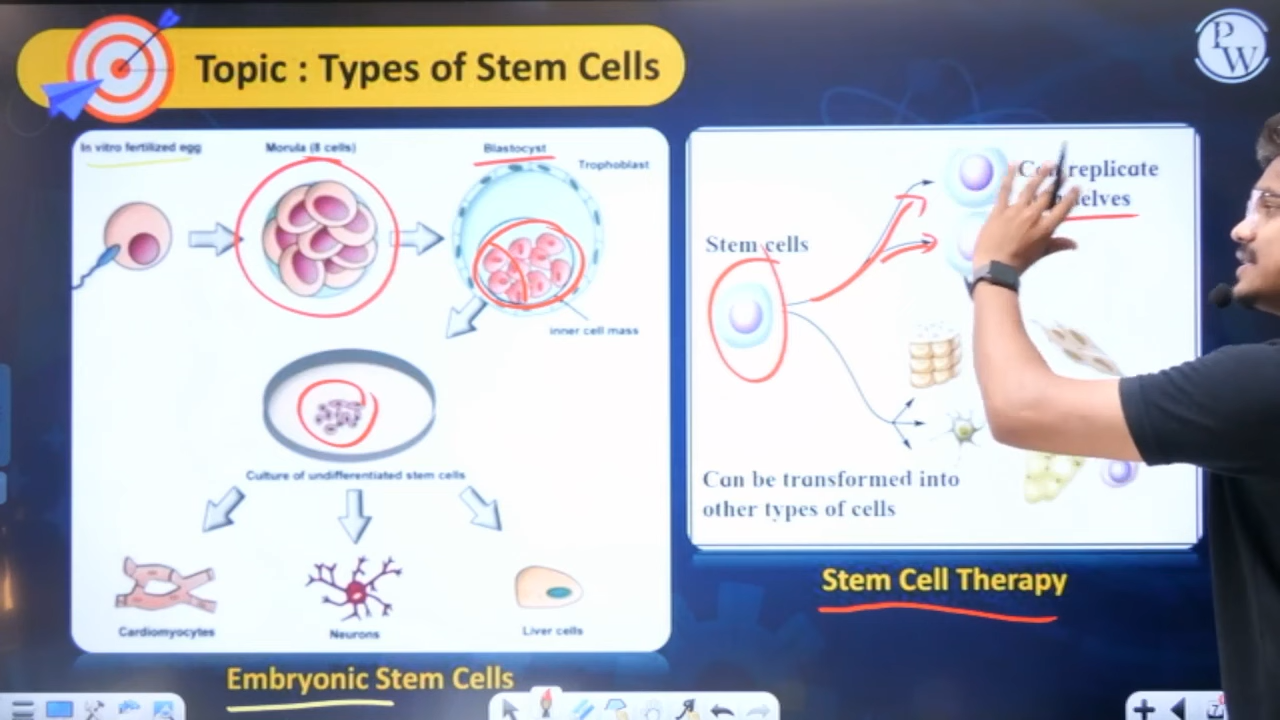 Topic : Types of Stem Cells
PW
In vitro fertilized egg
Morula (8 cells)
Blastocyst
Trophoblast
inner cell mass
Culture of undifferentiated stem cells
Cardiomyocytes
Neurons
Liver cells
Embryonic Stem Cells
replicate
Stem cells
Can be transformed into
other types of cells
Stem Cell Therapy